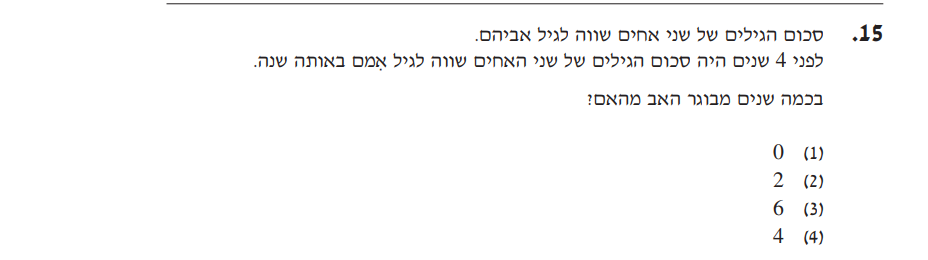 15. סכום הגילים של שני אחים שווה לגיל אביהם.
לפני 4 שנים היה סכום הגילים של שני האחים שווה לגיל אִמם באותה שנה.
בכמה שנים מבוגר האב מהאם?
(1) 0
(2) 2
(3) 6
(4) 4